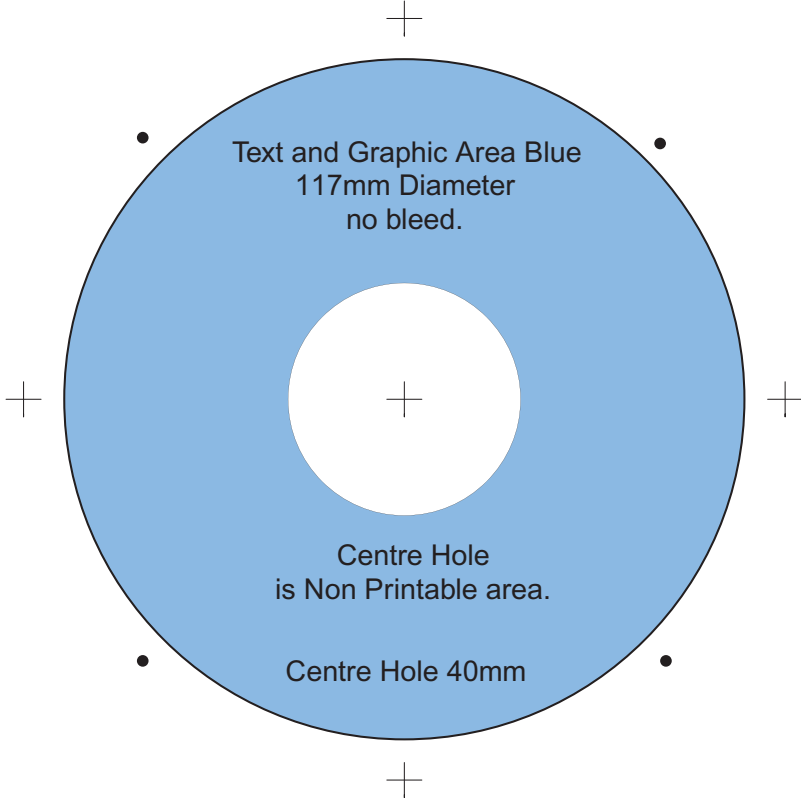 Text and Graphic Area Blue
117mm Diameter
no bleed.
Centre Hole
is Non Printable area.
Centre Hole 40mm